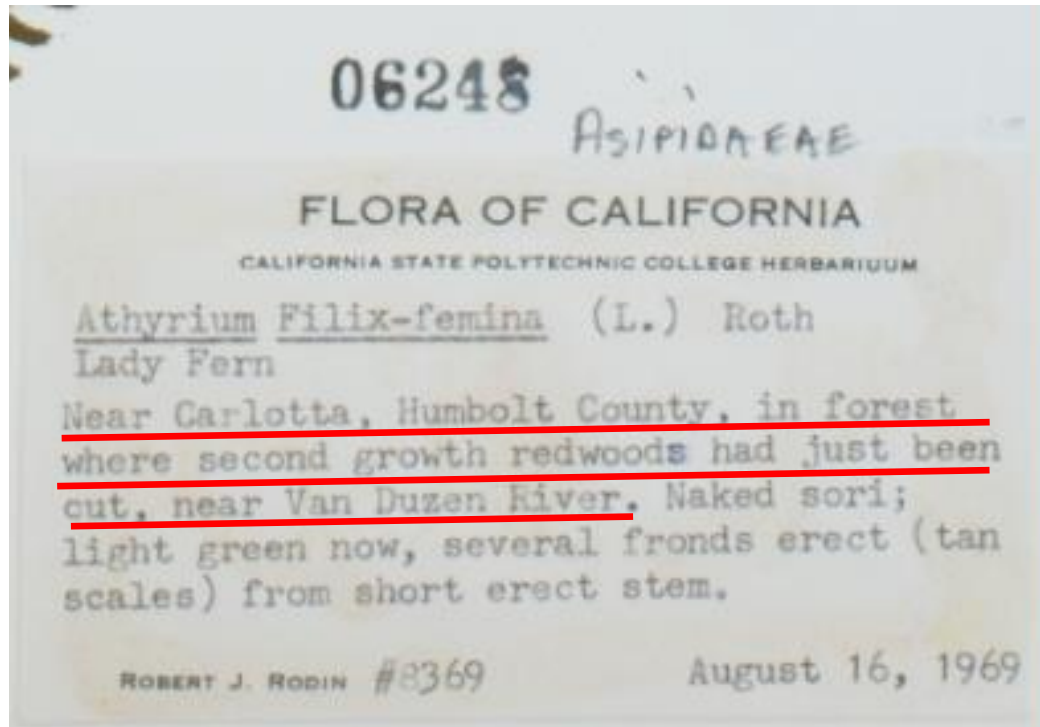 06248
ASIPIDAEAE
FLORA OF CALIFORNIA
CALIFORNIA STATE POLYTECHNIC COLLEGE HERBARIUUM
Athyrium Filix-femina (L.) Roth
Lady Fern
Near Carlotta, Humbolt County, in forest
where second growth redwoods had just been
cut, near Van Duzen River. Naked sori;
light green now, several fronds erect (tan
scales) from short erect stem.
ROBERT J. RODIN #8369 August 16, 1969